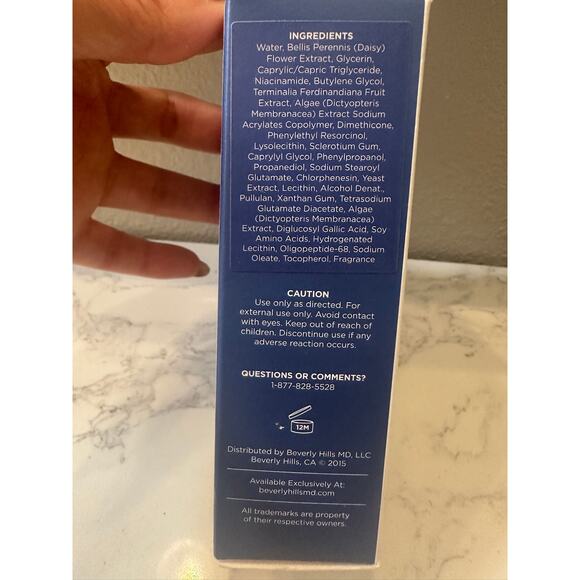 INGREDIENTS
Water, Bellis Perennis (Daisy)
Flower Extract, Glycerin,
Caprylic/Capric Triglyceride,
Niacinamide, Butylene Glycol,
Terminalia Ferdinandiana Fruit
Extract, Algae (Dictyopteris
Membranacea) Extract Sodium
Acrylates Copolymer, Dimethicone,
Phenylethyl Resorcinol,
Lysolecithin, Sclerotium Gum,
Caprylyl Glycol, Phenylpropanol,
Propanediol, Sodium Stearoyl
Glutamate, Chlorphenesin, Yeast
Extract, Lecithin, Alcohol Denat.,
Pullulan, Xanthan Gum, Tetrasodium
Glutamate Diacetate, Algae
(Dictyopteris Membranacea)
Extract, Diglucosyl Gallic Acid, Soy
Amino Acids, Hydrogenated
Lecithin, Oligopeptide-68, Sodium
Oleate, Tocopherol, Fragrance
CAUTION
Use only as directed. For
external use only. Avoid contact
with eyes. Keep out of reach of
children. Discontinue use if any
adverse reaction occurs.
QUESTIONS OR COMMENTS?
1-877-828-5528
12M
Distributed by Beverly Hills MD, LLC
Beverly Hills, CA © 2015
Available Exclusively At:
beverlyhillsmd.com
All trademarks are property
of their respective owners.